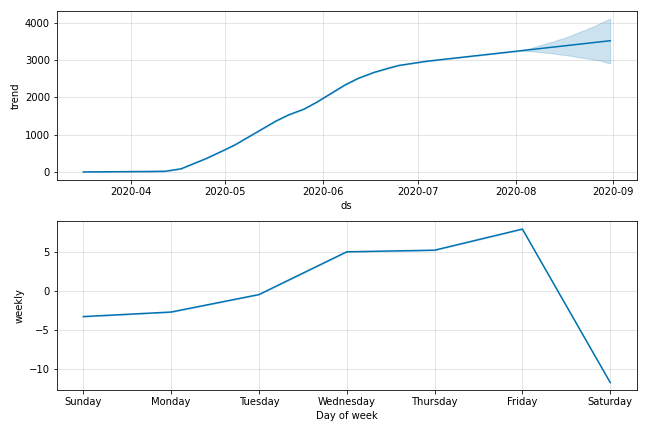 4000
3000
2000
1000
0
trend
2020-04 2020-05 2020-06 2020-07 2020-08 2020-09
ds
5
0
−5
−10
weekly
Sunday Monday Tuesday Wednesday Thursday Friday Saturday
Day of week